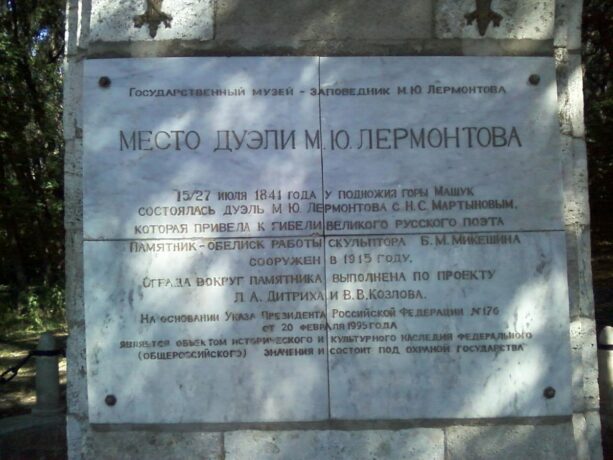 Государственный музей - заповедник М.Ю. Лермонтова
МЕСТО ДУЭЛИ М.Ю. ЛЕРМОНТОВА
15/27 июля 1841 года у подножия горы Машук
состоялась дуэль М.Ю. Лермонтова с Н.С. Мартыновым,
которая привела к гибели великого русского поэта
Памятник-обелиск работы скульптора Б.М. Микешина
сооружен в 1915 году.
Ограда вокруг памятника выполнена по проекту
Л.А. Дитриха и В.В. Козлова.
На основании Указа Президента Российской Федерации №176
от 20 февраля 1995 года
является объектом исторического и культурного наследия федерального
(общероссийского) значения и состоит под охраной государства